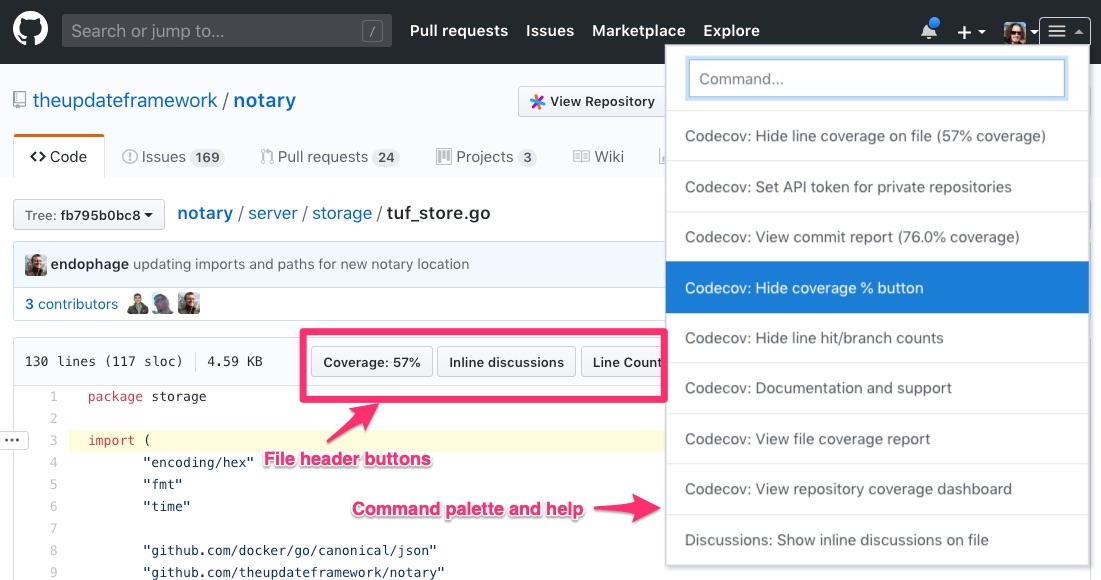 Search or jump to... /
Pull requests Issues Marketplace Explore
Command...
theupdateframework / notary
View Repository
Code Issues 169 Pull requests 24 Projects 3 Wiki
Tree: fb795b0bc8 notary / server / storage / tuf_store.go
endophage updating imports and paths for new notary location
3 contributors
130 lines (117 sloc) 4.59 KB
Coverage: 57% Inline discussions Line Count
1 package storage
2
3 import (
4 "encoding/hex"
5 "fmt"
6 "time"
7
8 "github.com/docker/go/canonical/json"
9 "github.com/theupdateframework/notary"
File header buttons
Command palette and help
Codecov: Hide line coverage on file (57% coverage)
Codecov: Set API token for private repositories
Codecov: View commit report (76.0% coverage)
Codecov: Hide coverage % button
Codecov: Hide line hit/branch counts
Codecov: Documentation and support
Codecov: View file coverage report
Codecov: View repository coverage dashboard
Discussions: Show inline discussions on file